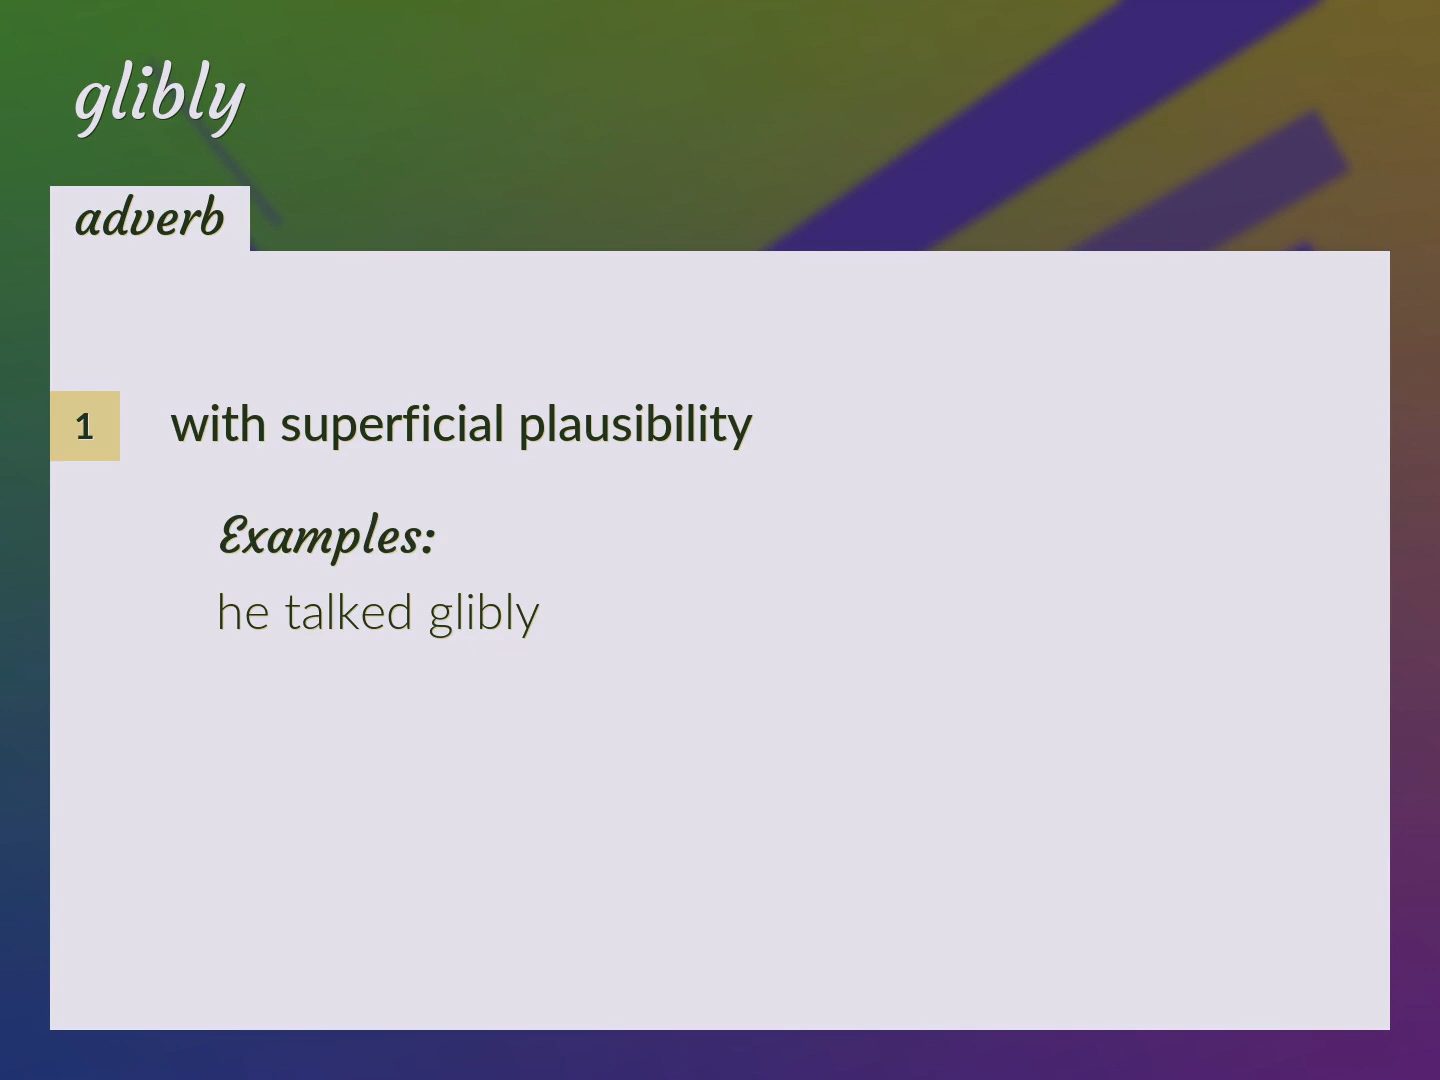 glibly
adverb
1 with superficial plausibility
Examples:
he talked glibly